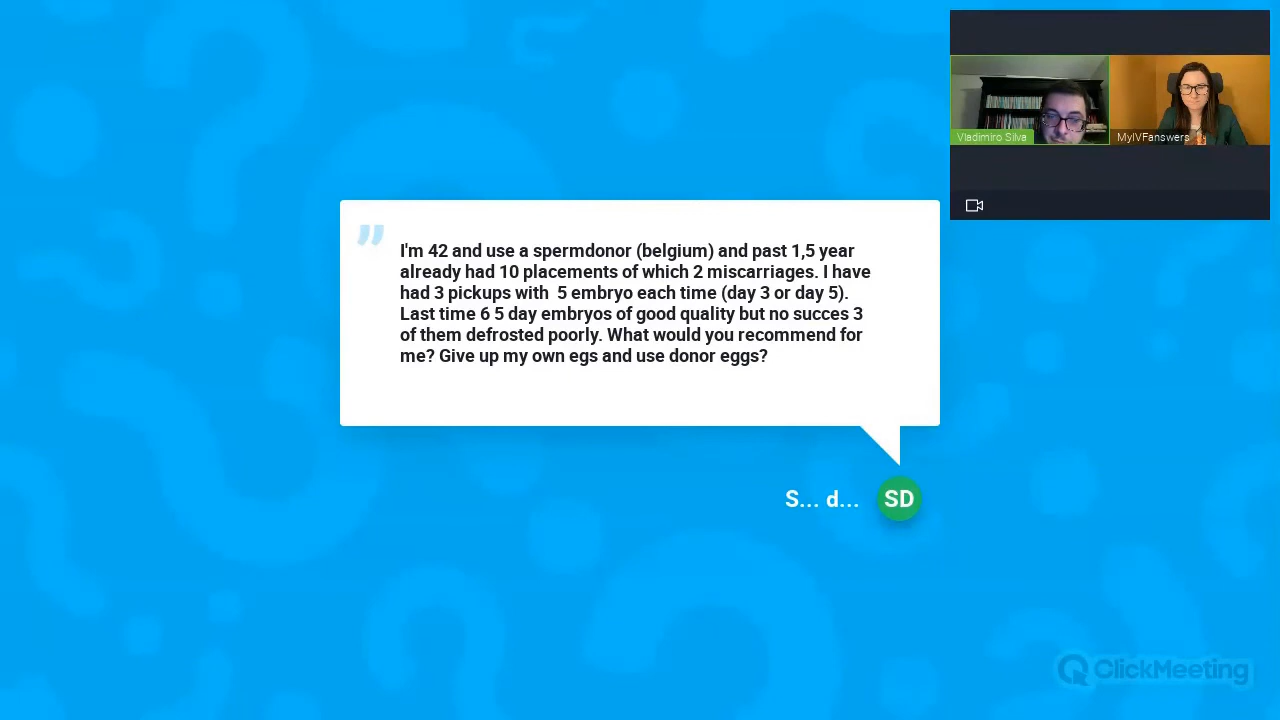 Vladimiro Silva
MyIVFanswers
I'm 42 and use a spermdonor (belgium) and past 1,5 year
already had 10 placements of which 2 miscarriages. I have
had 3 pickups with 5 embryo each time (day 3 or day 5).
Last time 6 5 day embryos of good quality but no succes 3
of them defrosted poorly. What would you recommend for
me? Give up my own egs and use donor eggs?
S... d...
SD
ClickMeeting